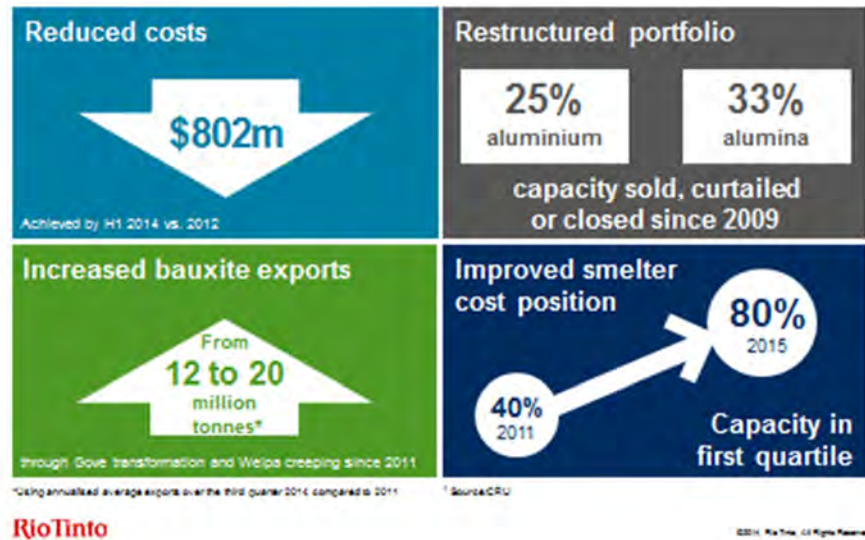 Reduced costs
$802m
Achieved by H1 2014 vs. 2012
Restructured portfolio
25%
aluminium
33%
alumina
capacity sold, curtailed
or closed since 2009
Increased bauxite exports
From
12 to 20
million
tonnes*
through Gove transformation and Weipa creeping since 2011
Improved smelter
cost position
80%
2015
40%
2011
Capacity in
first quartile
*Using annualised average exports over the third quarter 2014 compared to 2011
¹ Source:CRU
RioTinto
©2014, Rio Tinto, All Rights Reserved